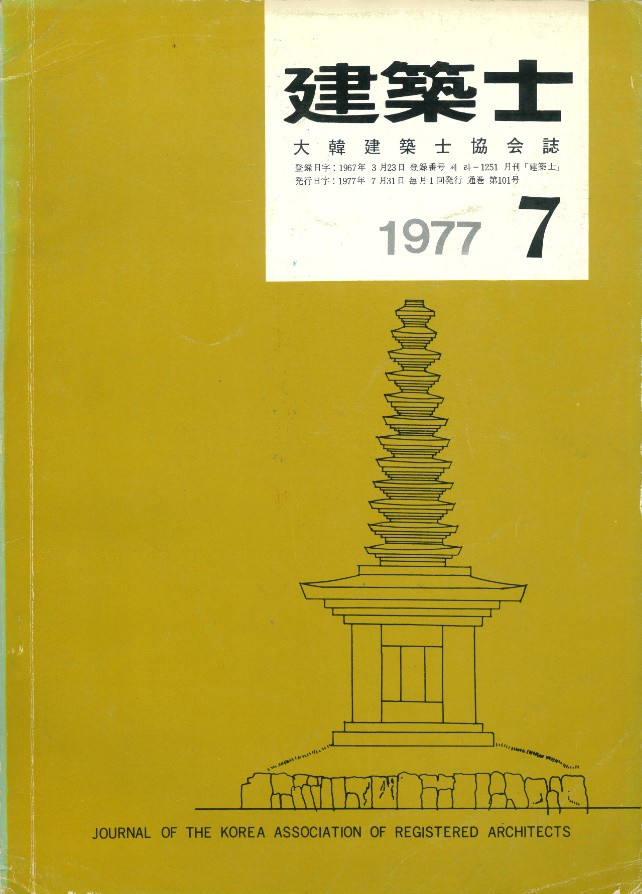 建築士
大韓建築士協会誌
登録日字 : 1967年 3月23日 登録番号 제 라-1251 月刊「建築士」
発行日字 : 1977年 7月31日 毎月1回発行 通巻 第101号
1977 7
JOURNAL OF THE KOREA ASSOCIATION OF REGISTERED ARCHITECTS